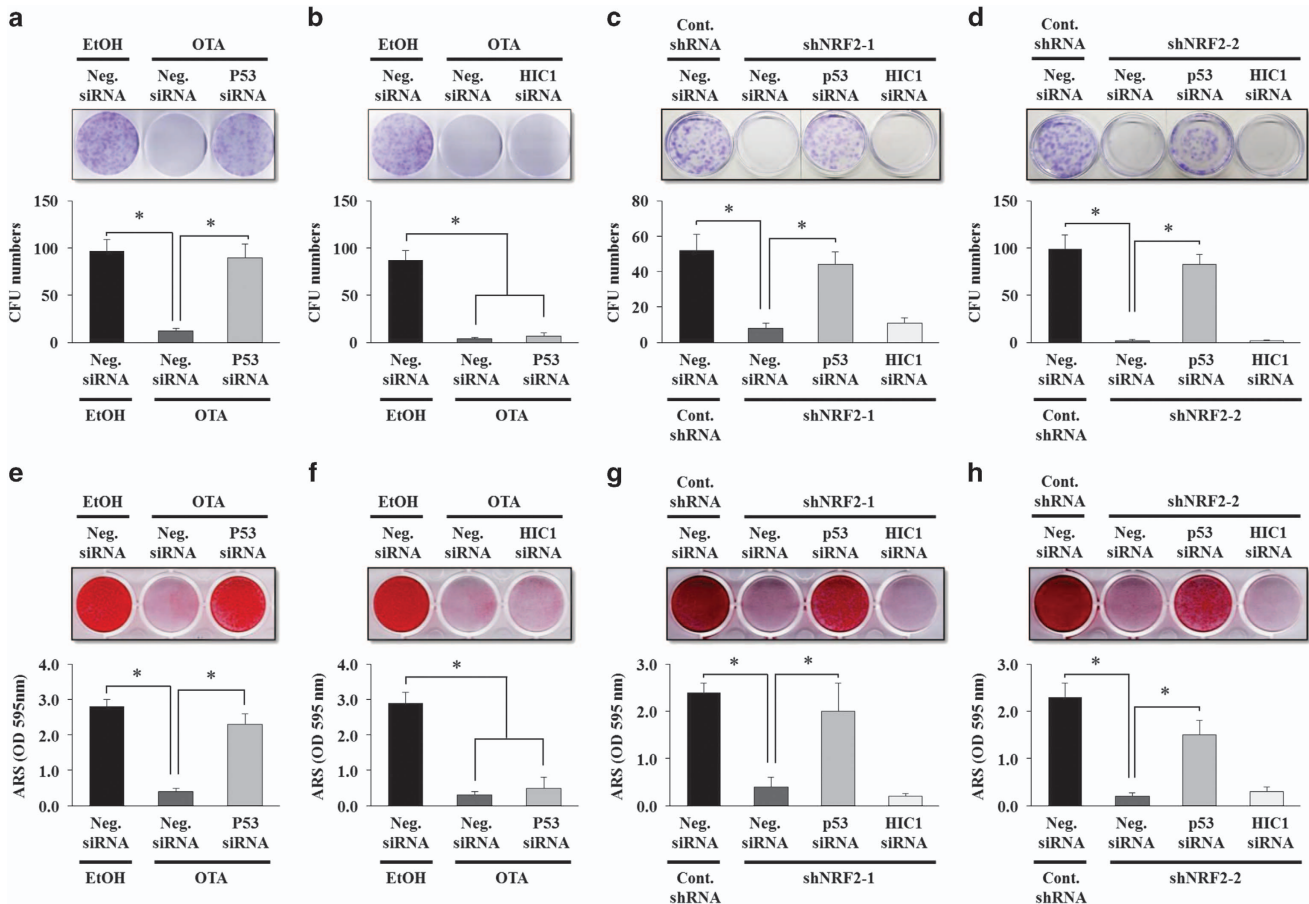 a
EtOH OTA
Neg. Neg. P53
siRNA siRNA siRNA
150
100
50
0
CFU numbers
* *
Neg. Neg. P53
siRNA siRNA siRNA
EtOH OTA
b
EtOH OTA
Neg. Neg. HIC1
siRNA siRNA siRNA
150
100
50
0
CFU numbers
*
Neg. Neg. P53
siRNA siRNA siRNA
EtOH OTA
c
Cont.
shRNA shNRF2-1
Neg. Neg. p53 HIC1
siRNA siRNA siRNA siRNA
80
60
40
20
0
CFU numbers
* *
Neg. Neg. p53 HIC1
siRNA siRNA siRNA siRNA
Cont.
shRNA shNRF2-1
d
Cont.
shRNA shNRF2-2
Neg. Neg. p53 HIC1
siRNA siRNA siRNA siRNA
150
100
50
0
CFU numbers
* *
Neg. Neg. p53 HIC1
siRNA siRNA siRNA siRNA
Cont.
shRNA shNRF2-2
e
EtOH OTA
Neg. Neg. P53
siRNA siRNA siRNA
4.0
3.0
2.0
1.0
0.0
ARS (OD 595nm)
* *
Neg. Neg. P53
siRNA siRNA siRNA
EtOH OTA
f
EtOH OTA
Neg. Neg. HIC1
siRNA siRNA siRNA
4.0
3.0
2.0
1.0
0.0
ARS (OD 595 nm)
*
Neg. Neg. P53
siRNA siRNA siRNA
EtOH OTA
g
Cont.
shRNA shNRF2-1
Neg. Neg. p53 HIC1
siRNA siRNA siRNA siRNA
3.0
2.0
1.0
0.0
ARS (OD 595 nm)
* *
Neg. Neg. p53 HIC1
siRNA siRNA siRNA siRNA
Cont.
shRNA shNRF2-1
h
Cont.
shRNA shNRF2-2
Neg. Neg. p53 HIC1
siRNA siRNA siRNA siRNA
3.0
2.0
1.0
0.0
ARS (OD 595 nm)
* *
Neg. Neg. p53 HIC1
siRNA siRNA siRNA siRNA
Cont.
shRNA shNRF2-2